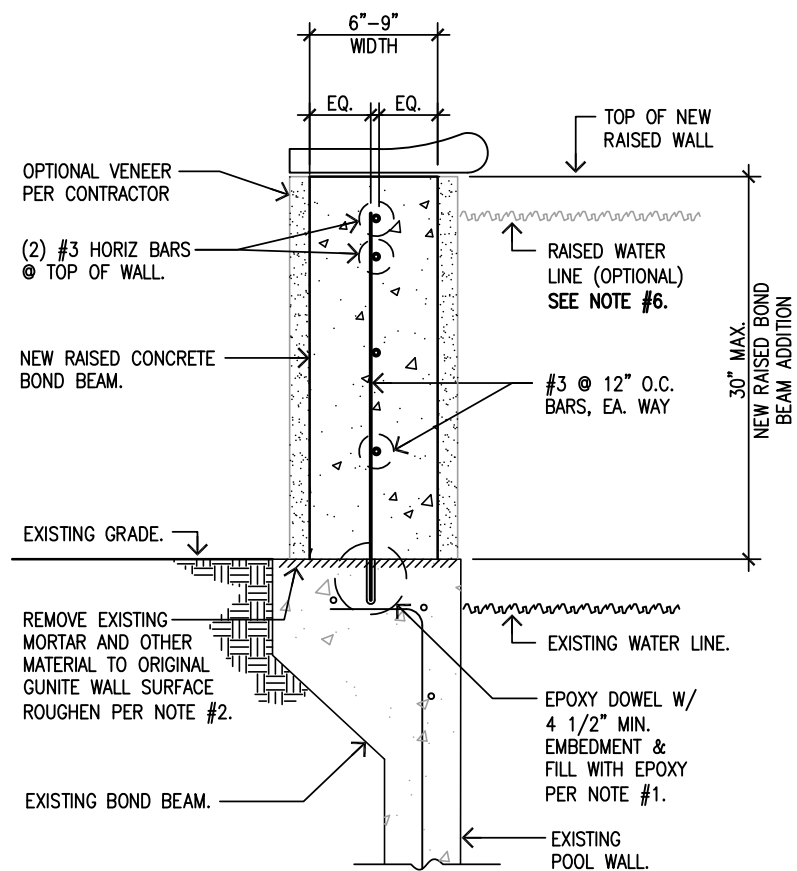 6"-9"
WIDTH
EQ.
EQ.
TOP OF NEW
RAISED WALL
OPTIONAL VENEER
PER CONTRACTOR
(2) #3 HORIZ BARS
@ TOP OF WALL.
RAISED WATER
LINE (OPTIONAL)
SEE NOTE #6.
NEW RAISED CONCRETE
BOND BEAM.
#3 @ 12" O.C.
BARS, EA. WAY
30" MAX.
NEW RAISED BOND
BEAM ADDITION
EXISTING GRADE.
REMOVE EXISTING
MORTAR AND OTHER
MATERIAL TO ORIGINAL
GUNITE WALL SURFACE
ROUGHEN PER NOTE #2.
EXISTING WATER LINE.
EPOXY DOWEL W/
4 1/2" MIN.
EMBEDMENT &
FILL WITH EPOXY
PER NOTE #1.
EXISTING BOND BEAM.
EXISTING
POOL WALL.